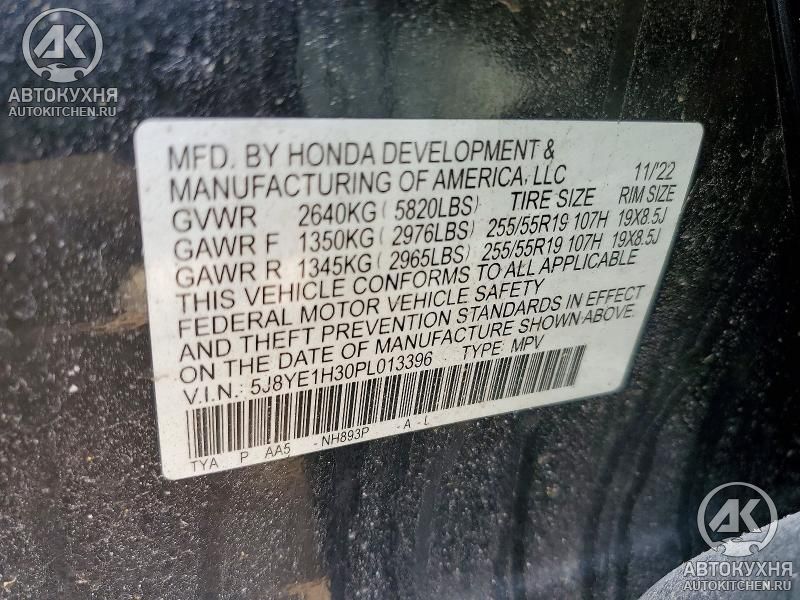 AK
АВТОКУХНЯ
AUTOKITCHEN.RU
MFD. BY HONDA DEVELOPMENT &
MANUFACTURING OF AMERICA, LLC 11/'22
GVWR 2640KG ( 5820LBS) TIRE SIZE RIM SIZE
GAWR F 1350KG ( 2976LBS) 255/55R19 107H 19X8.5J
GAWR R 1345KG ( 2965LBS) 255/55R19 107H 19X8.5J
THIS VEHICLE CONFORMS TO ALL APPLICABLE
FEDERAL MOTOR VEHICLE SAFETY
AND THEFT PREVENTION STANDARDS IN EFFECT
ON THE DATE OF MANUFACTURE SHOWN ABOVE.
V.I.N.: 5J8YE1H30PL013396 TYPE: MPV
TYA P AA5 -NH893P -A -L
AK
АВТОКУХНЯ
AUTOKITCHEN.RU